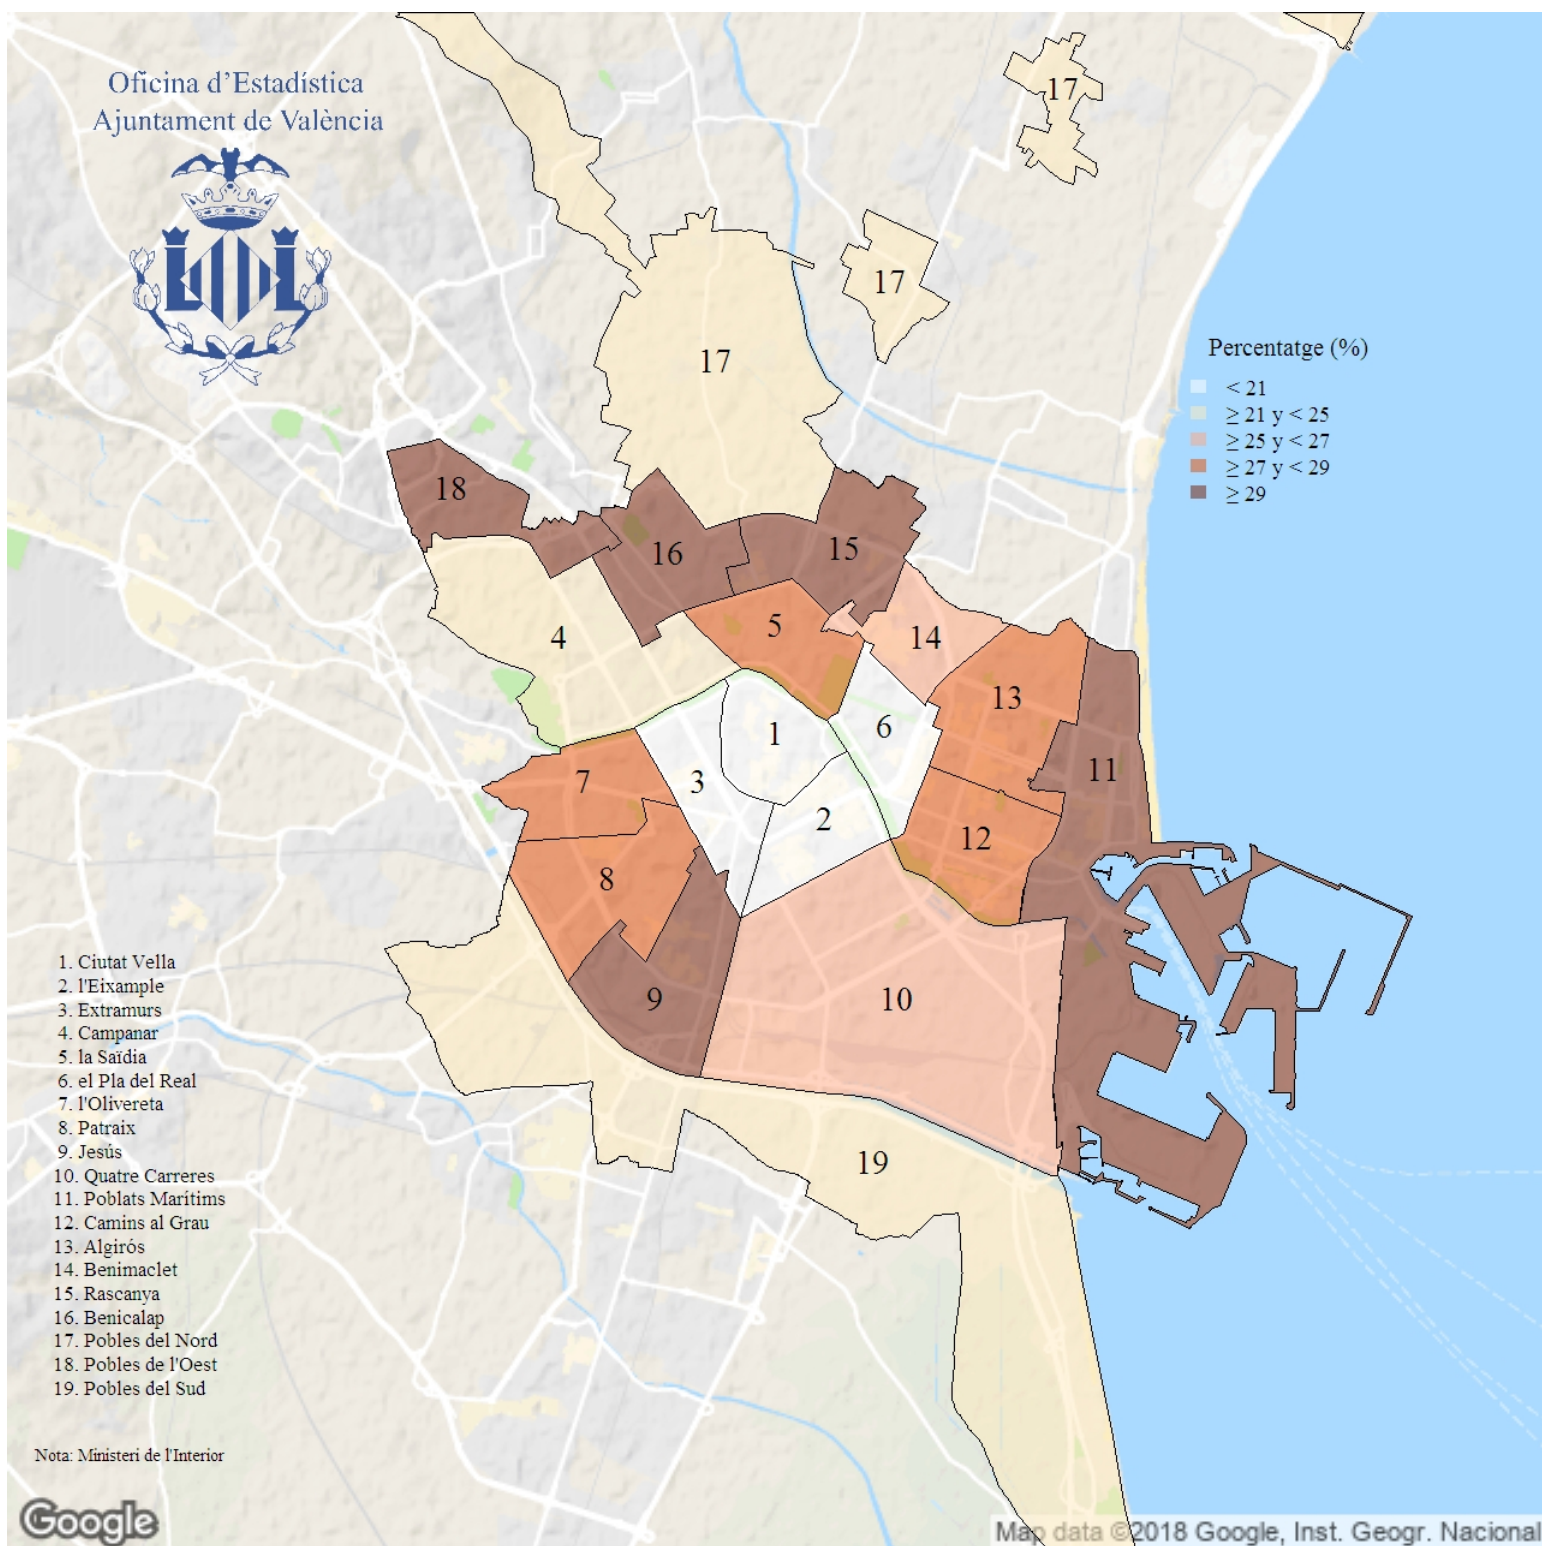 Oficina d'Estadística
Ajuntament de València
17
17
17
Percentatge (%)
< 21
≥ 21 y < 25
≥ 25 y < 27
≥ 27 y < 29
≥ 29
18
16
15
4
5
14
13
1
6
7
3
11
2
12
8
9
10
19
1. Ciutat Vella
2. l'Eixample
3. Extramurs
4. Campanar
5. la Saïdia
6. el Pla del Real
7. l'Olivereta
8. Patraix
9. Jesús
10. Quatre Carreres
11. Poblats Marítims
12. Camins al Grau
13. Algirós
14. Benimaclet
15. Rascanya
16. Benicalap
17. Pobles del Nord
18. Pobles de l'Oest
19. Pobles del Sud
Nota: Ministeri de l'Interior
Google
Map data ©2018 Google, Inst. Geogr. Nacional